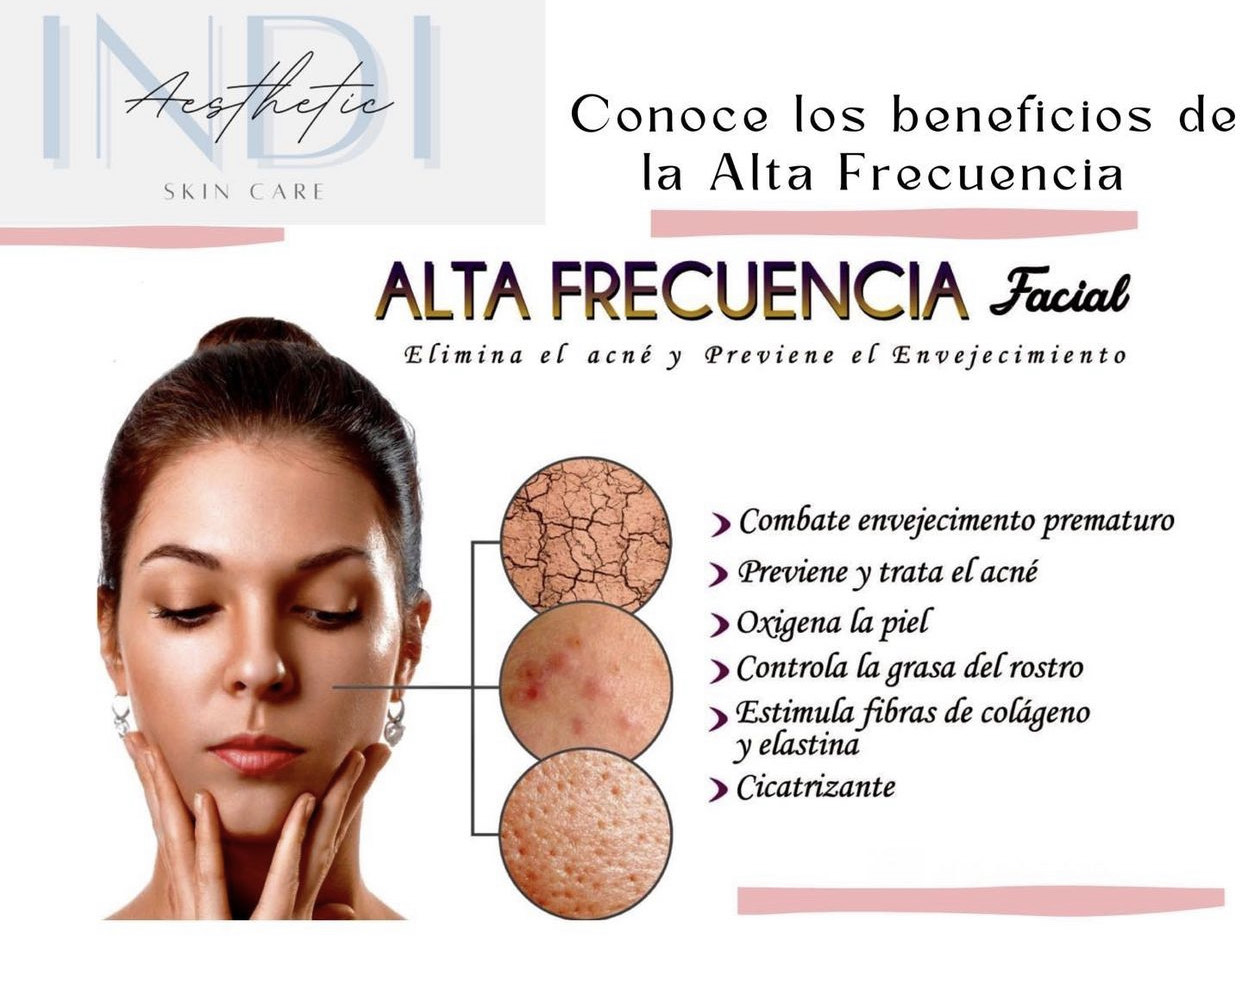 INDI
Aesthetic
SKIN CARE
Conoce los beneficios de
la Alta Frecuencia
ALTA FRECUENCIA Facial
Elimina el acné y Previene el Envejecimiento
Combate envejecimento prematuro
Previene y trata el acné
Oxigena la piel
Controla la grasa del rostro
Estimula fibras de colágeno
y elastina
Cicatrizante